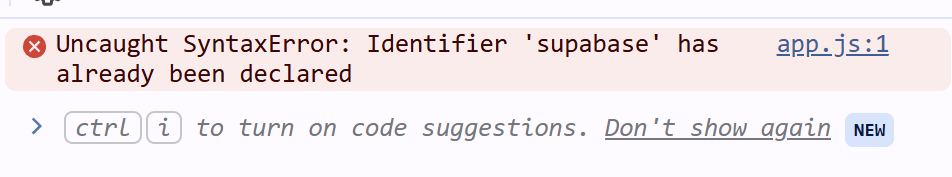 Uncaught SyntaxError: Identifier 'supabase' has app.js:1
already been declared
ctrl i to turn on code suggestions. Don't show again NEW